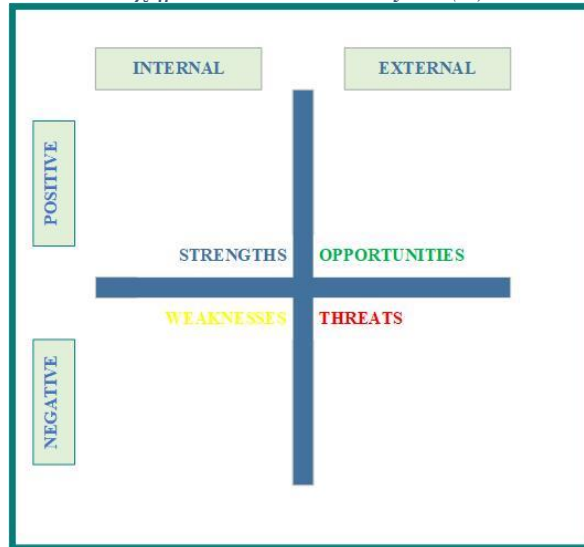 INTERNAL
EXTERNAL
POSITIVE
STRENGTHS
OPPORTUNITIES
WEAKNESSES
THREATS
NEGATIVE